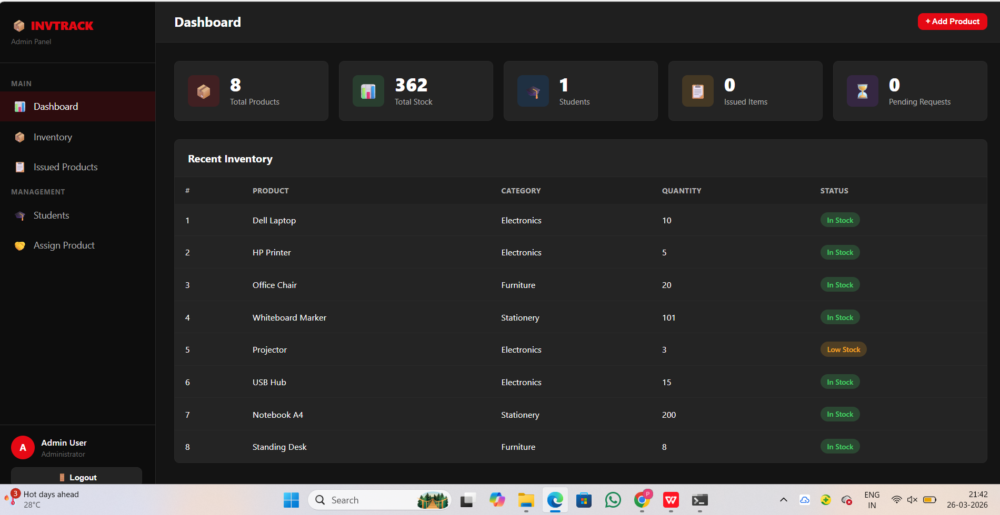 INVTRACK
Admin Panel
MAIN
Dashboard
Inventory
Issued Products
MANAGEMENT
Students
Assign Product
A
Admin User
Administrator
Logout
Dashboard
+ Add Product
8
Total Products
362
Total Stock
1
Students
0
Issued Items
0
Pending Requests
Recent Inventory
# PRODUCT CATEGORY QUANTITY STATUS
1 Dell Laptop Electronics 10 In Stock
2 HP Printer Electronics 5 In Stock
3 Office Chair Furniture 20 In Stock
4 Whiteboard Marker Stationery 101 In Stock
5 Projector Electronics 3 Low Stock
6 USB Hub Electronics 15 In Stock
7 Notebook A4 Stationery 200 In Stock
8 Standing Desk Furniture 8 In Stock
3
Hot days ahead
28°C
Search
P
W
ENG
IN
21:42
26-03-2026